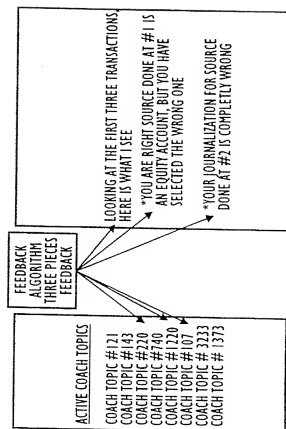 ACTIVE COACH TOPICS
COACH TOPIC #121
COACH TOPIC #143
COACH TOPIC #220
COACH TOPIC #740
COACH TOPIC #1220
COACH TOPIC #107
COACH TOPIC # 3233
COACH TOPIC # 1373
FEEDBACK
ALGORITHM
THREE PIECES
FEEDBACK
LOOKING AT THE FIRST THREE TRANSACTIONS,
HERE IS WHAT I SEE
*YOU ARE RIGHT SOURCE DONE AT #1 IS
AN EQUITY ACCOUNT, BUT YOU HAVE
SELECTED THE WRONG ONE
*YOUR JOURNALIZATION FOR SOURCE
DONE AT #2 IS COMPLETLY WRONG